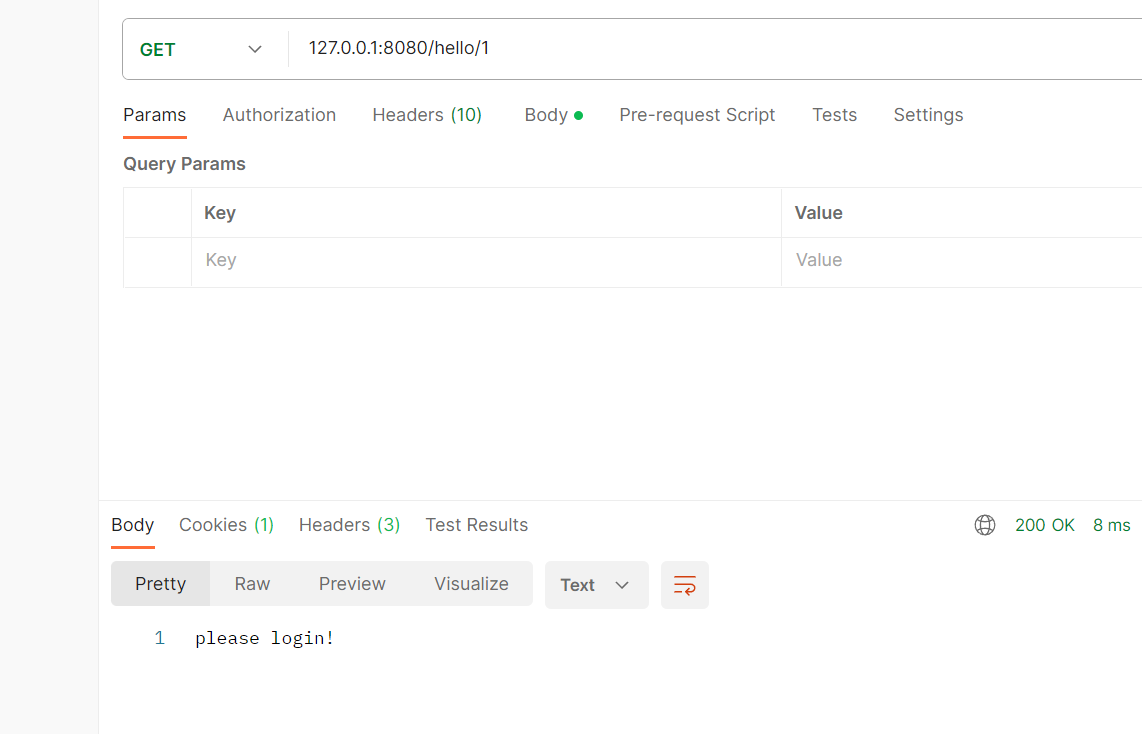 GET 127.0.0.1:8080/hello/1
Params Authorization Headers (10) Body Pre-request Script Tests Settings
Query Params
Key Value
Key Value
Body Cookies (1) Headers (3) Test Results 200 OK 8 ms
Pretty Raw Preview Visualize Text
1 please login!